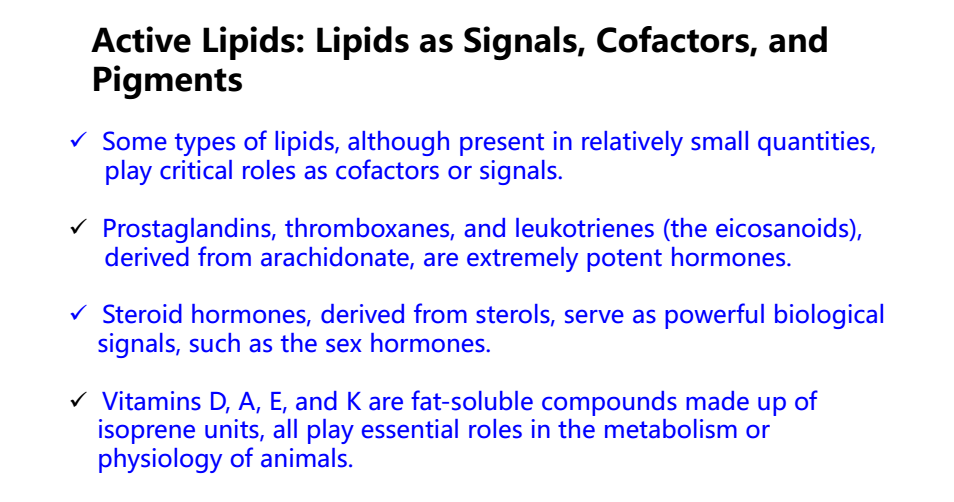 Active Lipids: Lipids as Signals, Cofactors, and
Pigments
✓ Some types of lipids, although present in relatively small quantities,
play critical roles as cofactors or signals.
✓ Prostaglandins, thromboxanes, and leukotrienes (the eicosanoids),
derived from arachidonate, are extremely potent hormones.
✓ Steroid hormones, derived from sterols, serve as powerful biological
signals, such as the sex hormones.
✓ Vitamins D, A, E, and K are fat-soluble compounds made up of
isoprene units, all play essential roles in the metabolism or
physiology of animals.